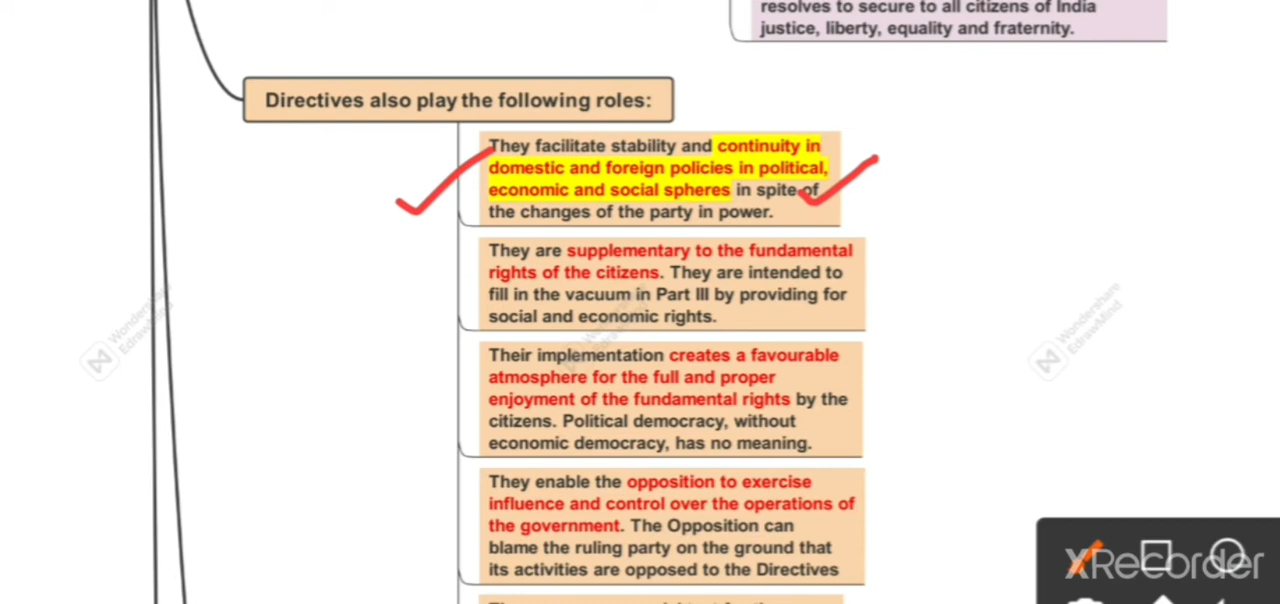 resolves to secure to all citizens of India
justice, liberty, equality and fraternity.
Directives also play the following roles:
They facilitate stability and continuity in
domestic and foreign policies in political,
economic and social spheres in spite of
the changes of the party in power.
They are supplementary to the fundamental
rights of the citizens. They are intended to
fill in the vacuum in Part III by providing for
social and economic rights.
Their implementation creates a favourable
atmosphere for the full and proper
enjoyment of the fundamental rights by the
citizens. Political democracy, without
economic democracy, has no meaning.
They enable the opposition to exercise
influence and control over the operations of
the government. The Opposition can
blame the ruling party on the ground that
its activities are opposed to the Directives
Wondershare
EdrawMind
Wondershare
EdrawMind
Wondershare
EdrawMind
XRecorder